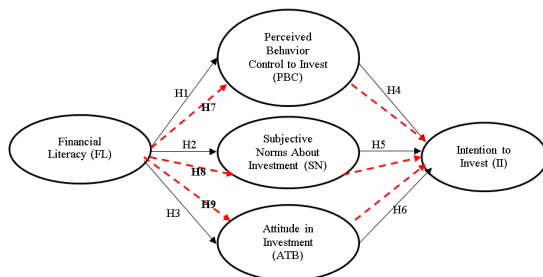 Perceived
Behavior
Control to Invest
(PBC)
H1
H4
H7
Financial
Literacy (FL)
H2
Subjective
Norms About
Investment (SN)
H5
Intention to
Invest (II)
H8
H9
H3
H6
Attitude in
Investment
(ATB)